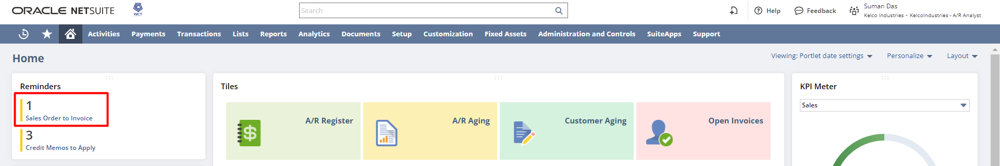 ORACLE NETSUITE
WCT
Search
Help
Feedback
Suman Das
Kelco Industries - KelcoIndustries - A/R Analyst
Activities Payments Transactions Lists Reports Analytics Documents Setup Customization Fixed Assets Administration and Controls SuiteApps Support
Home
Viewing: Portlet date settings Personalize Layout
Reminders
1
Sales Order to Invoice
3
Credit Memos to Apply
Tiles
A/R Register
A/R Aging
Customer Aging
Open Invoices
KPI Meter
Sales